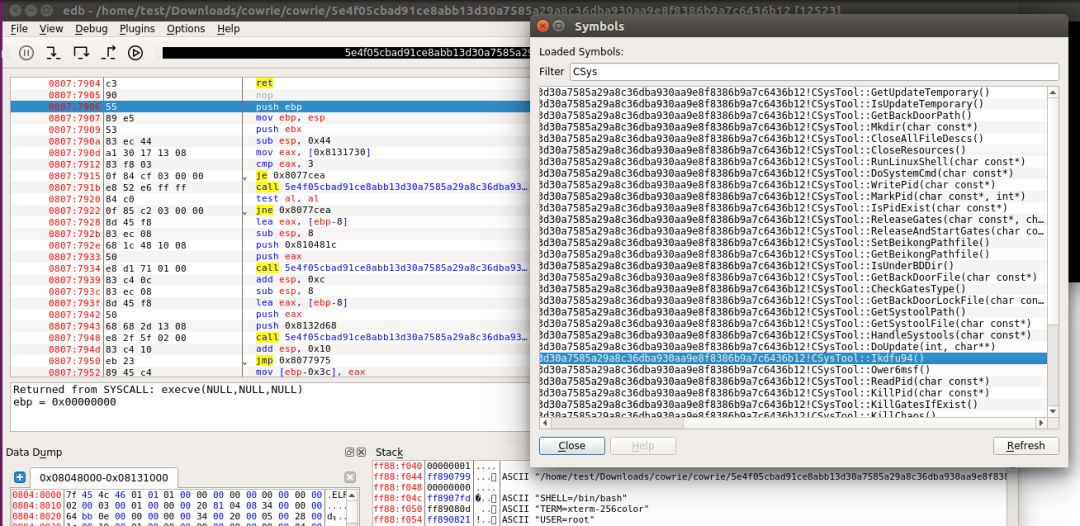 edb - /home/test/Downloads/cowrie/cowrie/5e4f05cbad91ce8abb13d30a7585a29a8c36dba930aa9e8f8386b9a7c6436b12 [12523]
File View Debug Plugins Options Help
5e4f05cbad91ce8abb13d30a7585a29
0807:7904 c3 ret
0807:7905 90 nop
0807:7906 55 push ebp
0807:7907 89 e5 mov ebp, esp
0807:7909 53 push ebx
0807:790a 83 ec 44 sub esp, 0x44
0807:790d a1 30 17 13 08 mov eax, [0x8131730]
0807:7912 83 f8 03 cmp eax, 3
0807:7915 0f 84 cf 03 00 00 je 0x8077cea
0807:791b e8 52 e6 ff ff call 5e4f05cbad91ce8abb13d30a7585a29a8c36dba93...
0807:7920 84 c0 test al, al
0807:7922 0f 85 c2 03 00 00 jne 0x8077cea
0807:7928 8d 45 f8 lea eax, [ebp-8]
0807:792b 83 ec 08 sub esp, 8
0807:792e 68 1c 48 10 08 push 0x810481c
0807:7933 50 push eax
0807:7934 e8 d1 71 01 00 call 5e4f05cbad91ce8abb13d30a7585a29a8c36dba93...
0807:7939 83 c4 0c add esp, 0xc
0807:793c 83 ec 08 sub esp, 8
0807:793f 8d 45 f8 lea eax, [ebp-8]
0807:7942 50 push eax
0807:7943 68 68 2d 13 08 push 0x8132d68
0807:7948 e8 2f 5f 02 00 call 5e4f05cbad91ce8abb13d30a7585a29a8c36dba93...
0807:794d 83 c4 10 add esp, 0x10
0807:7950 eb 23 jmp 0x8077975
0807:7952 89 45 c4 mov [ebp-0x3c], eax
Returned from SYSCALL: execve(NULL,NULL,NULL)
ebp = 0x00000000
Data Dump
0x08048000-0x08131000
0804:8000 7f 45 4c 46 01 01 01 00 00 00 00 00 00 00 00 00 .ELF
0804:8010 02 00 03 00 01 00 00 00 20 81 04 08 34 00 00 00
0804:8020 64 bb 0e 00 00 00 00 00 34 00 20 00 05 00 28 00
Stack
ff88:f040 00000001 ....
ff88:f044 ff890799 ASCII "/home/test/Downloads/cowrie/cowrie/5e4f05cbad91ce8abb13d30a7585a29a8c36dba930aa9e8f838
ff88:f048 00000000 ....
ff88:f04c ff8907fd ASCII "SHELL=/bin/bash"
ff88:f050 ff89080d ASCII "TERM=xterm-256color"
ff88:f054 ff890821 ASCII "USER=root"
Symbols
Loaded Symbols:
Filter CSys
3d30a7585a29a8c36dba930aa9e8f8386b9a7c6436b12!CSysTool::GetUpdateTemporary()
3d30a7585a29a8c36dba930aa9e8f8386b9a7c6436b12!CSysTool::IsUpdateTemporary()
3d30a7585a29a8c36dba930aa9e8f8386b9a7c6436b12!CSysTool::GetBackDoorPath()
3d30a7585a29a8c36dba930aa9e8f8386b9a7c6436b12!CSysTool::Mkdir(char const*)
3d30a7585a29a8c36dba930aa9e8f8386b9a7c6436b12!CSysTool::CloseAllFileDescs()
3d30a7585a29a8c36dba930aa9e8f8386b9a7c6436b12!CSysTool::CloseResources()
3d30a7585a29a8c36dba930aa9e8f8386b9a7c6436b12!CSysTool::RunLinuxShell(char const*)
3d30a7585a29a8c36dba930aa9e8f8386b9a7c6436b12!CSysTool::DoSystemCmd(char const*)
3d30a7585a29a8c36dba930aa9e8f8386b9a7c6436b12!CSysTool::WritePid(char const*)
3d30a7585a29a8c36dba930aa9e8f8386b9a7c6436b12!CSysTool::MarkPid(char const*, int*)
3d30a7585a29a8c36dba930aa9e8f8386b9a7c6436b12!CSysTool::IsPidExist(char const*)
3d30a7585a29a8c36dba930aa9e8f8386b9a7c6436b12!CSysTool::ReleaseGates(char const*, ch...
3d30a7585a29a8c36dba930aa9e8f8386b9a7c6436b12!CSysTool::ReleaseAndStartGates(char co...
3d30a7585a29a8c36dba930aa9e8f8386b9a7c6436b12!CSysTool::SetBeikongPathfile()
3d30a7585a29a8c36dba930aa9e8f8386b9a7c6436b12!CSysTool::GetBeikongPathfile()
3d30a7585a29a8c36dba930aa9e8f8386b9a7c6436b12!CSysTool::IsUnderBDDir()
3d30a7585a29a8c36dba930aa9e8f8386b9a7c6436b12!CSysTool::GetBackDoorFile(char const*)
3d30a7585a29a8c36dba930aa9e8f8386b9a7c6436b12!CSysTool::CheckGatesType()
3d30a7585a29a8c36dba930aa9e8f8386b9a7c6436b12!CSysTool::GetBackDoorLockFile(char con...
3d30a7585a29a8c36dba930aa9e8f8386b9a7c6436b12!CSysTool::GetSystoolPath()
3d30a7585a29a8c36dba930aa9e8f8386b9a7c6436b12!CSysTool::GetSystoolFile(char const*)
3d30a7585a29a8c36dba930aa9e8f8386b9a7c6436b12!CSysTool::HandleSystools(char const*)
3d30a7585a29a8c36dba930aa9e8f8386b9a7c6436b12!CSysTool::DoUpdate(int, char**)
3d30a7585a29a8c36dba930aa9e8f8386b9a7c6436b12!CSysTool::Ikdfu94()
3d30a7585a29a8c36dba930aa9e8f8386b9a7c6436b12!CSysTool::Ower6msf()
3d30a7585a29a8c36dba930aa9e8f8386b9a7c6436b12!CSysTool::ReadPid(char const*)
3d30a7585a29a8c36dba930aa9e8f8386b9a7c6436b12!CSysTool::KillPid(char const*)
3d30a7585a29a8c36dba930aa9e8f8386b9a7c6436b12!CSysTool::KillGatesIfExist()
3d30a7585a29a8c36dba930aa9e8f8386b9a7c6436b12!CSysTool::KillChaos()
Close Help Refresh